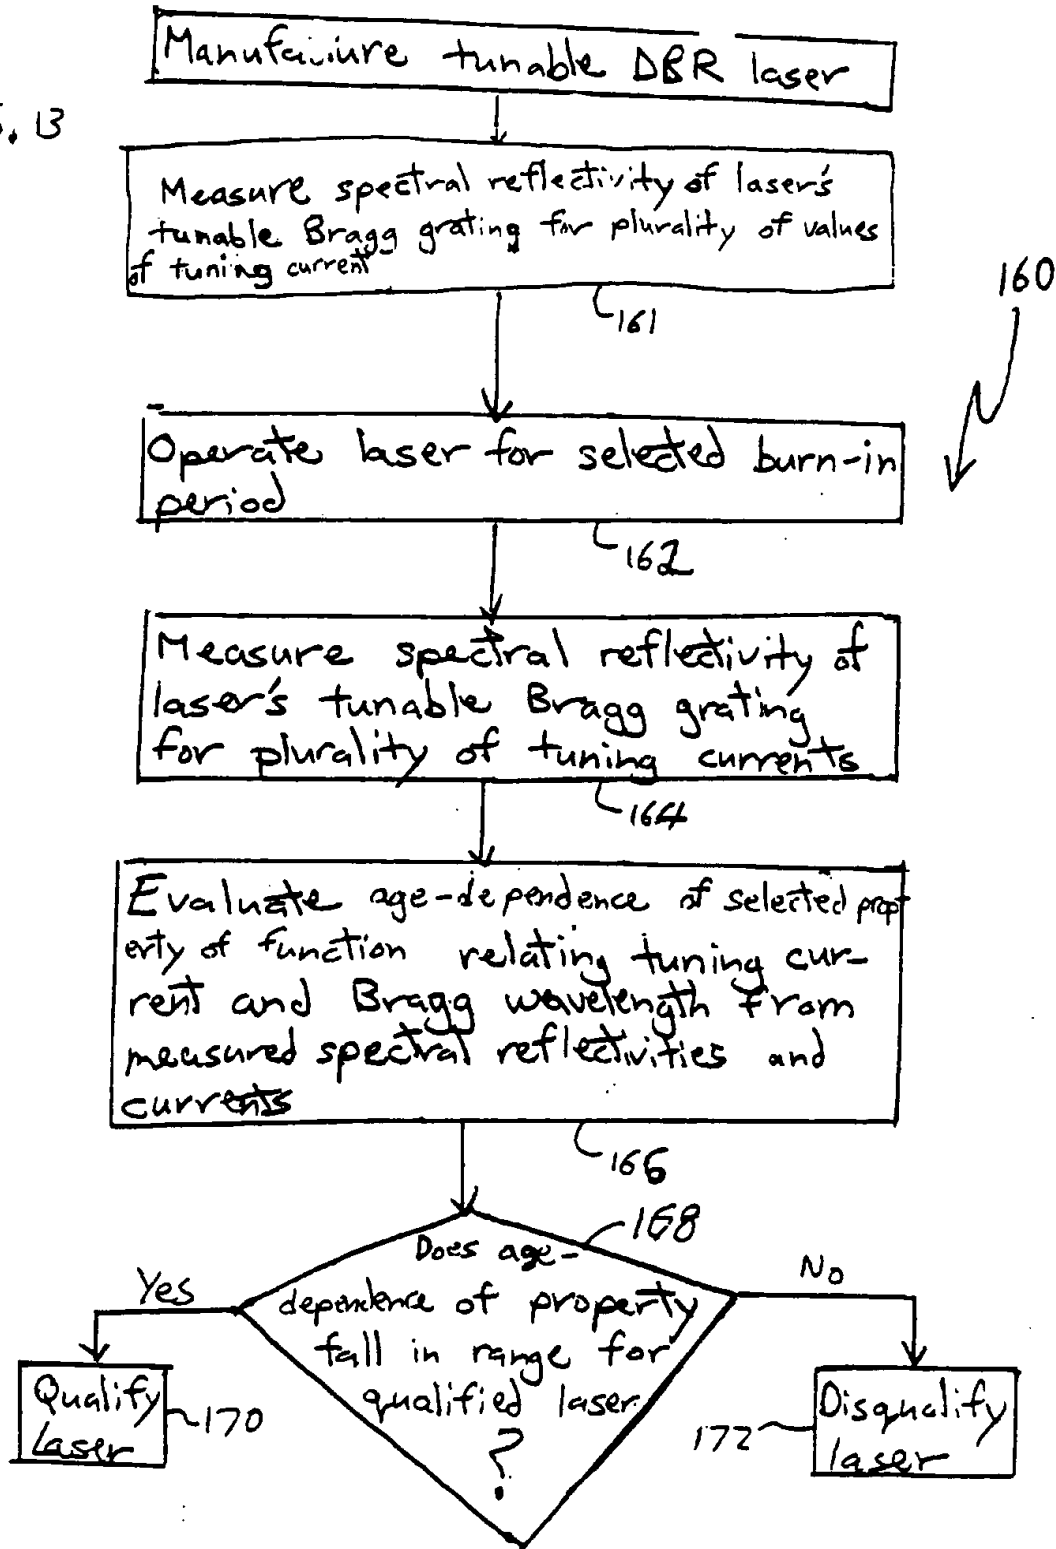 Manufacture tunable DBR laser
. 13
Measure spectral reflectivity of laser's
tunable Bragg grating for plurality of values
of tuning current
160
161
Operate laser for selected burn-in
period
162
Measure spectral reflectivity of
laser's tunable Bragg grating
for plurality of tuning currents
164
Evaluate age-dependence of selected prop-
erty of function relating tuning cur-
rent and Bragg wavelength from
measured spectral reflectivities and
currents
166
168
Does age-
Yes
No
dependence of property
fall in range for
qualified laser
?
Qualify
laser
170
172
Disqualify
laser